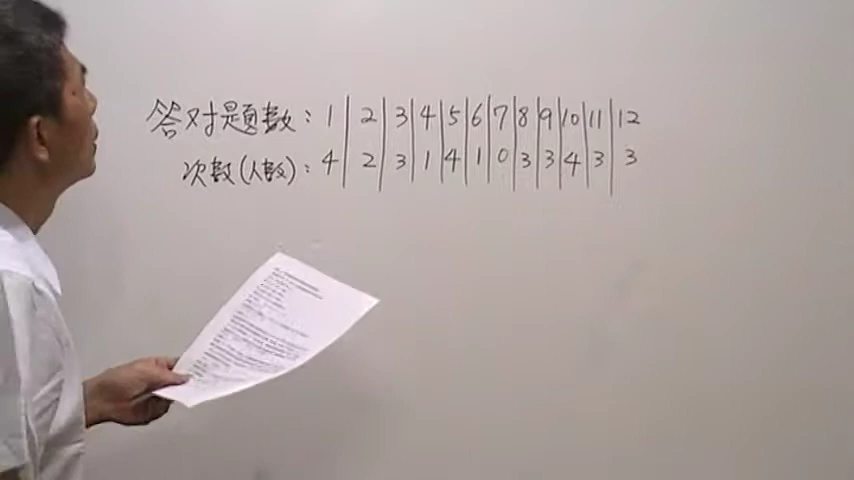 答对题数：1 | 2 | 3 | 4 | 5 | 6 | 7 | 8 | 9 | 10 | 11 | 12
次数(人数)：4 | 2 | 3 | 1 | 4 | 1 | 0 | 3 | 3 | 4 | 3 | 3